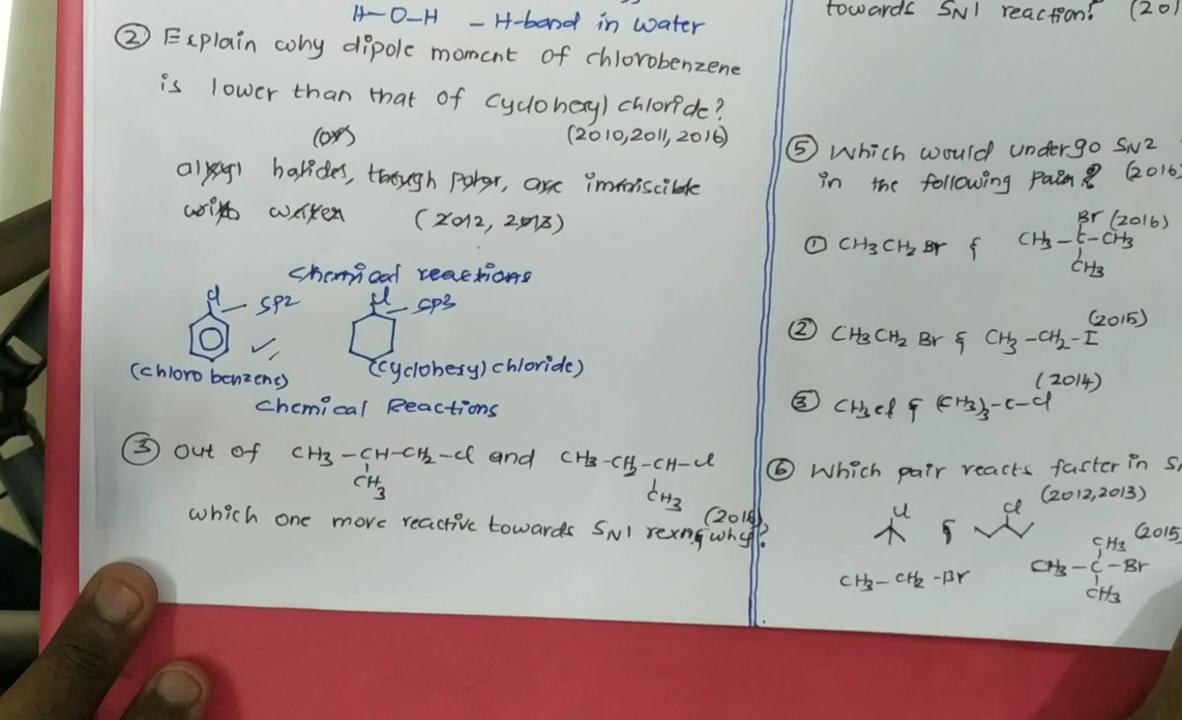 H-O-H - H-bond in water
② Explain why dipole moment of chlorobenzene
is lower than that of cyclohexyl chloride?
(or) (2010,2011, 2016)
halides, though polar, are immiscible
with water (2012, 2013)
chemical reactions
Cl SP2 Cl SP3
(chloro benzene) (cyclohexyl chloride)
Chemical Reactions
③ out of CH3-CH-CH2-Cl and CH3-CH2-CH-Cl
CH3 CH3
(2016)
which one more reactive towards SN1 rexn & why?
towards SN1 reaction? (201
⑤ Which would undergo SN2
in the following pair? (2016)
Br (2016)
① CH3CH2Br & CH3-C-CH3
CH3
(2015)
② CH3CH2Br & CH3-CH2-I
(2014)
③ CH3Cl & (CH3)3-C-Cl
⑥ Which pair reacts faster in
(2012,2013)
Cl & Cl
(2015
CH3
CH3-CH2-Br CH3-C-Br
CH3